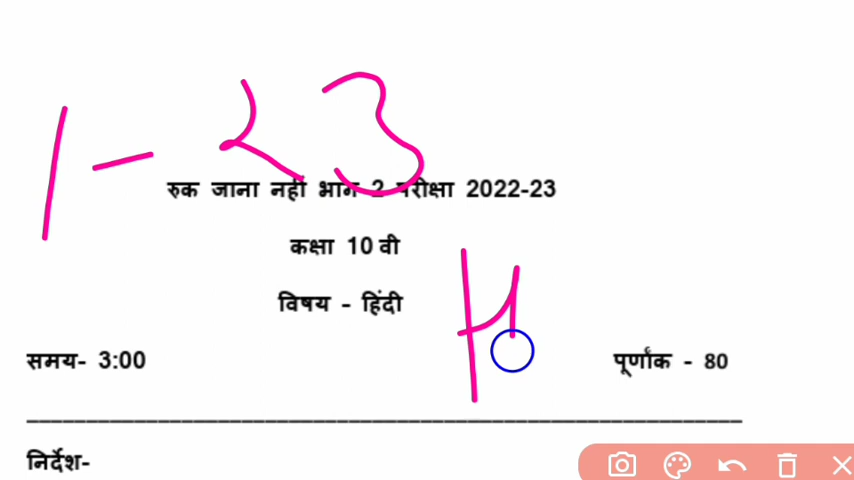 1 - 23
रुक जाना नही भाग 2 परीक्षा 2022-23
कक्षा 10 वी
विषय - हिंदी
समय- 3:00
पूर्णांक - 80
निर्देश-